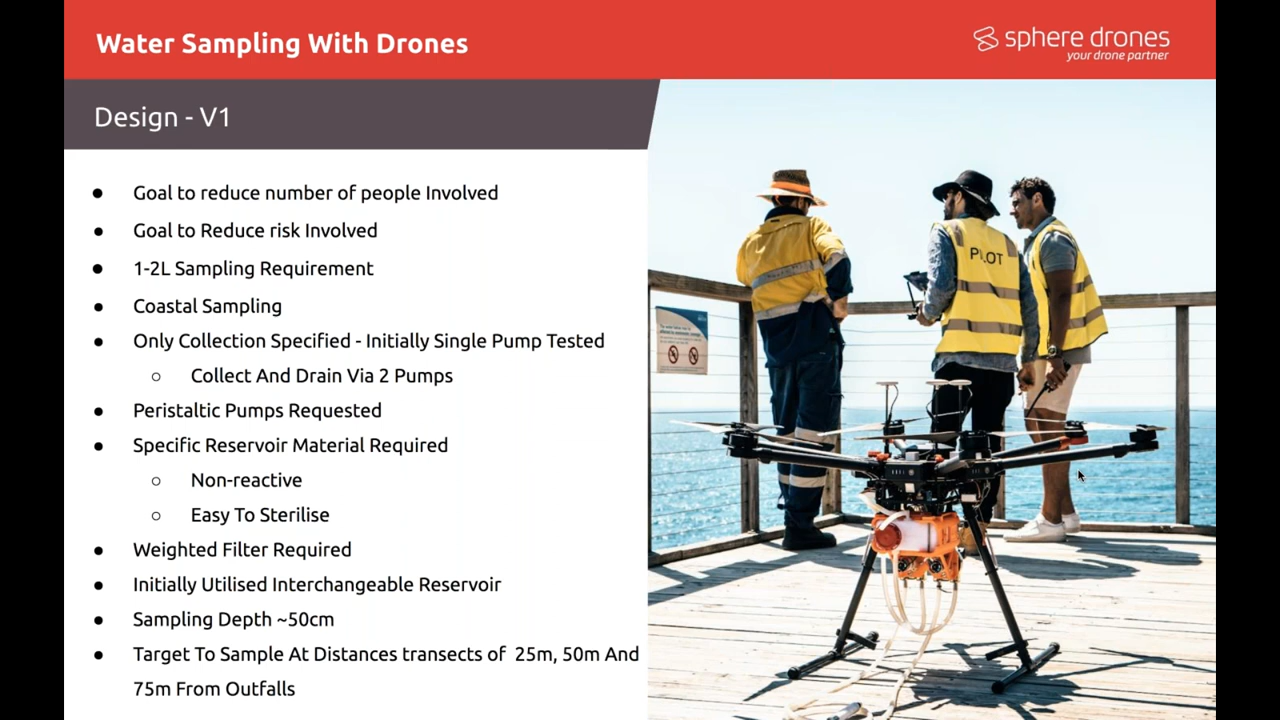 Water Sampling With Drones
sphere drones
your drone partner
Design - V1
● Goal to reduce number of people Involved
● Goal to Reduce risk Involved
● 1-2L Sampling Requirement
● Coastal Sampling
● Only Collection Specified - Initially Single Pump Tested
○ Collect And Drain Via 2 Pumps
● Peristaltic Pumps Requested
● Specific Reservoir Material Required
○ Non-reactive
○ Easy To Sterilise
● Weighted Filter Required
● Initially Utilised Interchangeable Reservoir
● Sampling Depth ~50cm
● Target To Sample At Distances transects of 25m, 50m And
75m From Outfalls
PILOT